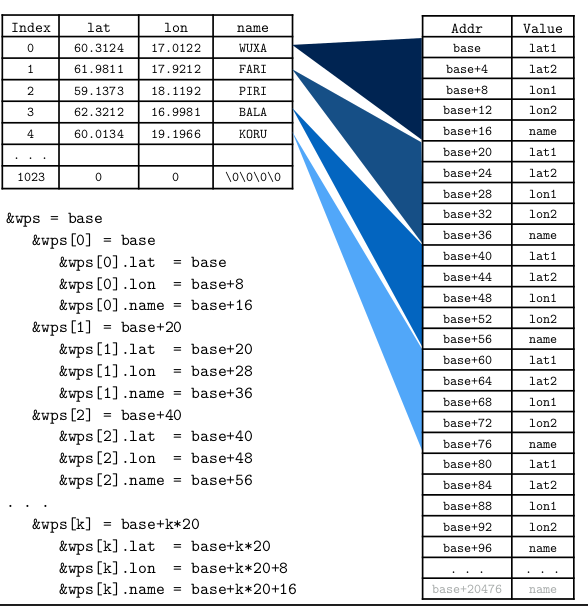 Index lat lon name
0 60.3124 17.0122 WUXA
1 61.9811 17.9212 FARI
2 59.1373 18.1192 PIRI
3 62.3212 16.9981 BALA
4 60.0134 19.1966 KORU
. . .
1023 0 0 \0\0\0\0
&wps = base
&wps[0] = base
&wps[0].lat = base
&wps[0].lon = base+8
&wps[0].name = base+16
&wps[1] = base+20
&wps[1].lat = base+20
&wps[1].lon = base+28
&wps[1].name = base+36
&wps[2] = base+40
&wps[2].lat = base+40
&wps[2].lon = base+48
&wps[2].name = base+56
. . .
&wps[k] = base+k*20
&wps[k].lat = base+k*20
&wps[k].lon = base+k*20+8
&wps[k].name = base+k*20+16
Addr Value
base lat1
base+4 lat2
base+8 lon1
base+12 lon2
base+16 name
base+20 lat1
base+24 lat2
base+28 lon1
base+32 lon2
base+36 name
base+40 lat1
base+44 lat2
base+48 lon1
base+52 lon2
base+56 name
base+60 lat1
base+64 lat2
base+68 lon1
base+72 lon2
base+76 name
base+80 lat1
base+84 lat2
base+88 lon1
base+92 lon2
base+96 name
. . . . . .
base+20476 name